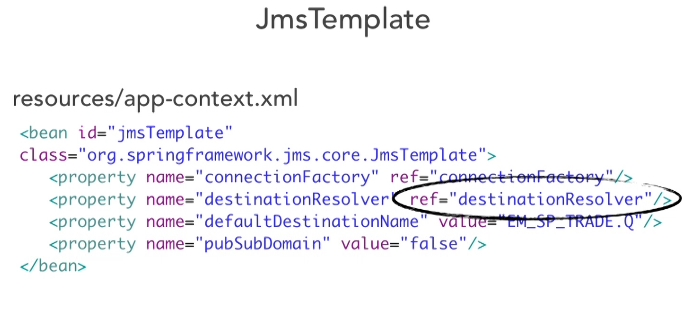 JmsTemplate
resources/app-context.xml
<bean id="jmsTemplate"
class="org.springframework.jms.core.JmsTemplate">
<property name="connectionFactory" ref="connectionFactory"/>
<property name="destinationResolver" ref="destinationResolver"/>
<property name="defaultDestinationName" value="EM_SP_TRADE.Q"/>
<property name="pubSubDomain" value="false"/>
</bean>